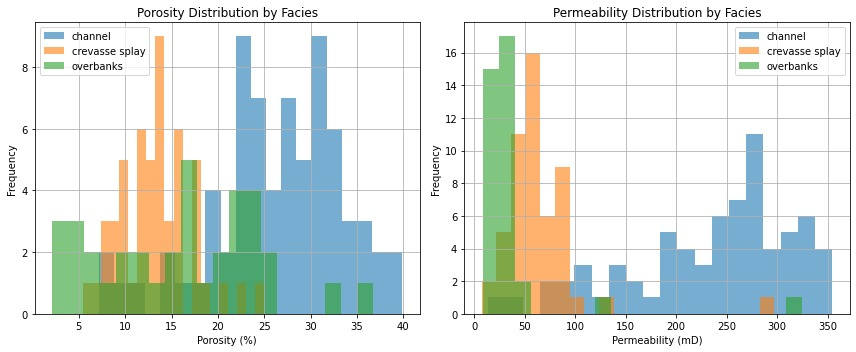 Porosity Distribution by Facies
channel
crevasse splay
overbanks
Frequency
8
6
4
2
0
5 10 15 20 25 30 35 40
Porosity (%)
Permeability Distribution by Facies
channel
crevasse splay
overbanks
Frequency
16
14
12
10
8
6
4
2
0
0 50 100 150 200 250 300 350
Permeability (mD)